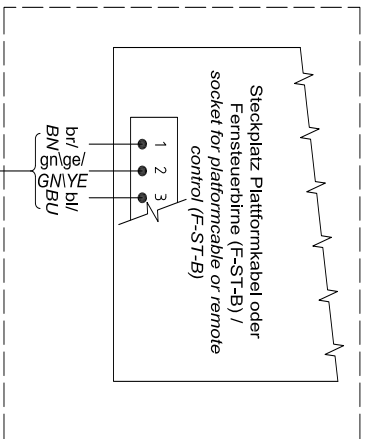 Steckplatz Plattformkabel oder
Fernsteuerbirne (F-ST-B) /
socket for platformcable or remote
control (F-ST-B)
1
2
3
br/
BN
gn\ge/
GN\YE
bl/
BU